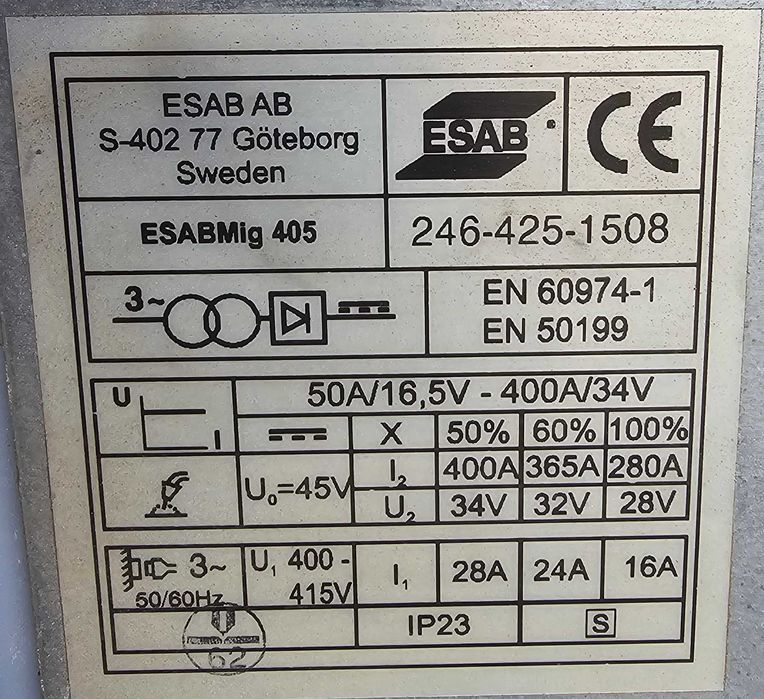 ESAB AB
S-402 77 Göteborg
Sweden
ESAB
CE
ESABMig 405
246-425-1508
3~
EN 60974-1
EN 50199
U
I
50A/16,5V - 400A/34V
X 50% 60% 100%
U₀=45V
I₂ 400A 365A 280A
U₂ 34V 32V 28V
3~
50/60Hz
U₁ 400 -
415V
I₁ 28A 24A 16A
IP23
S
62